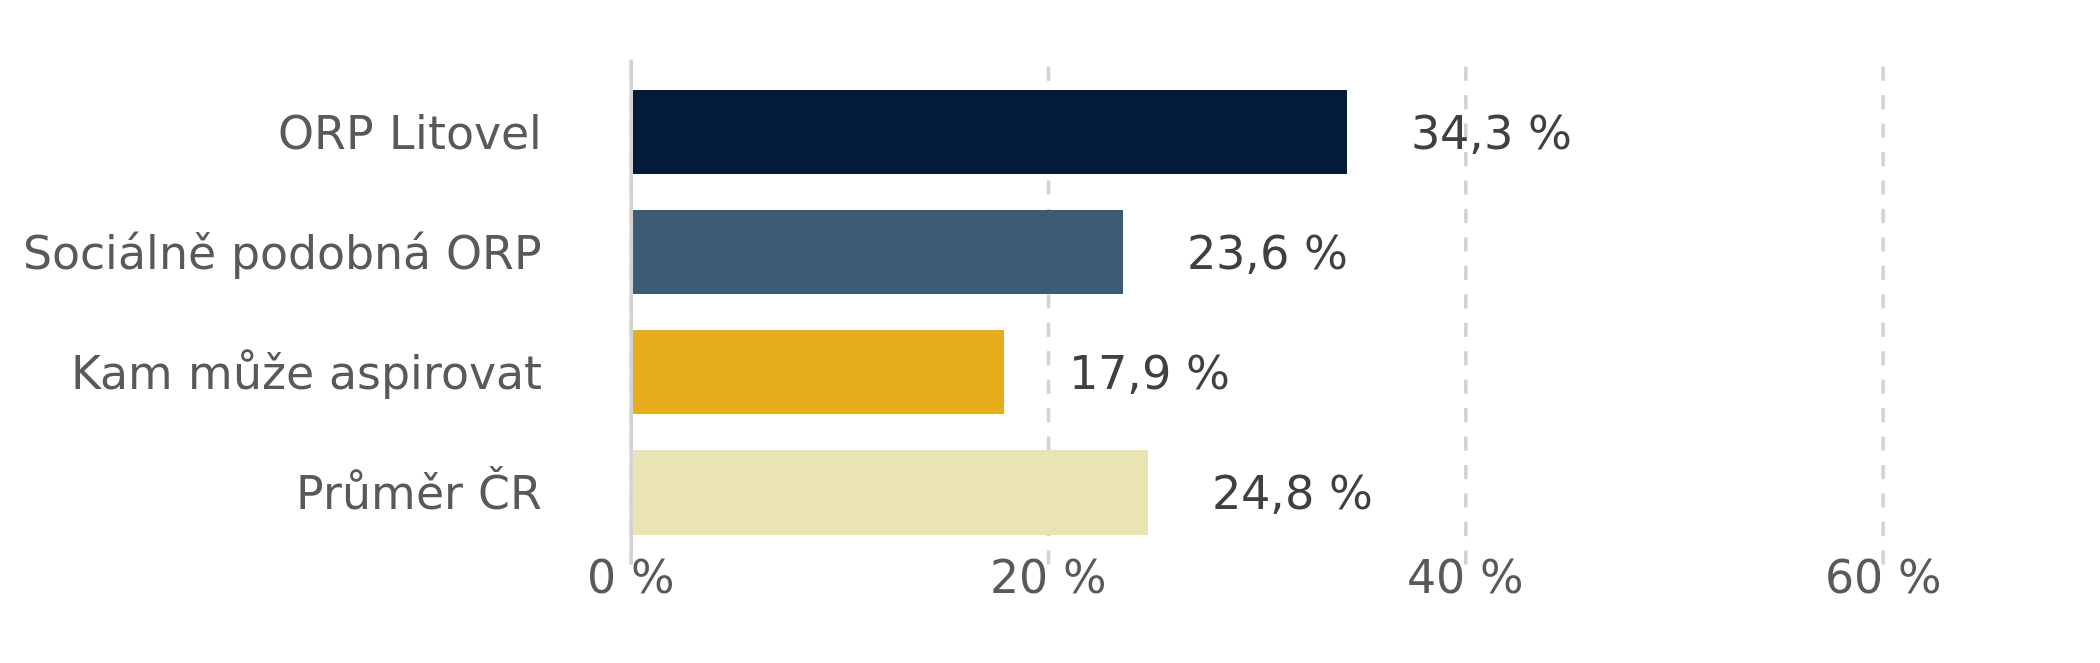 ORP Litovel
34,3 %
Sociálně podobná ORP
23,6 %
Kam může aspirovat
17,9 %
Průměr ČR
24,8 %
0 %
20 %
40 %
60 %